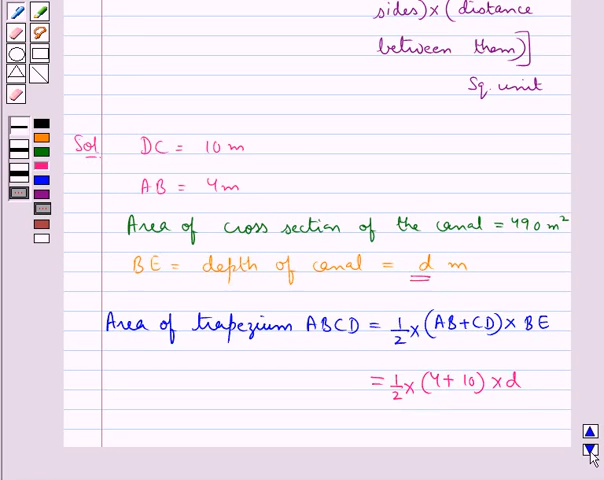 sides) × (distance
between them)]
Sq. unit
Sol. DC = 10 m
AB = 4m
Area of cross section of the canal = 490 m²
BE = depth of canal = d m
Area of trapezium ABCD = 1/2 × (AB + CD) × BE
= 1/2 × (4 + 10) × d